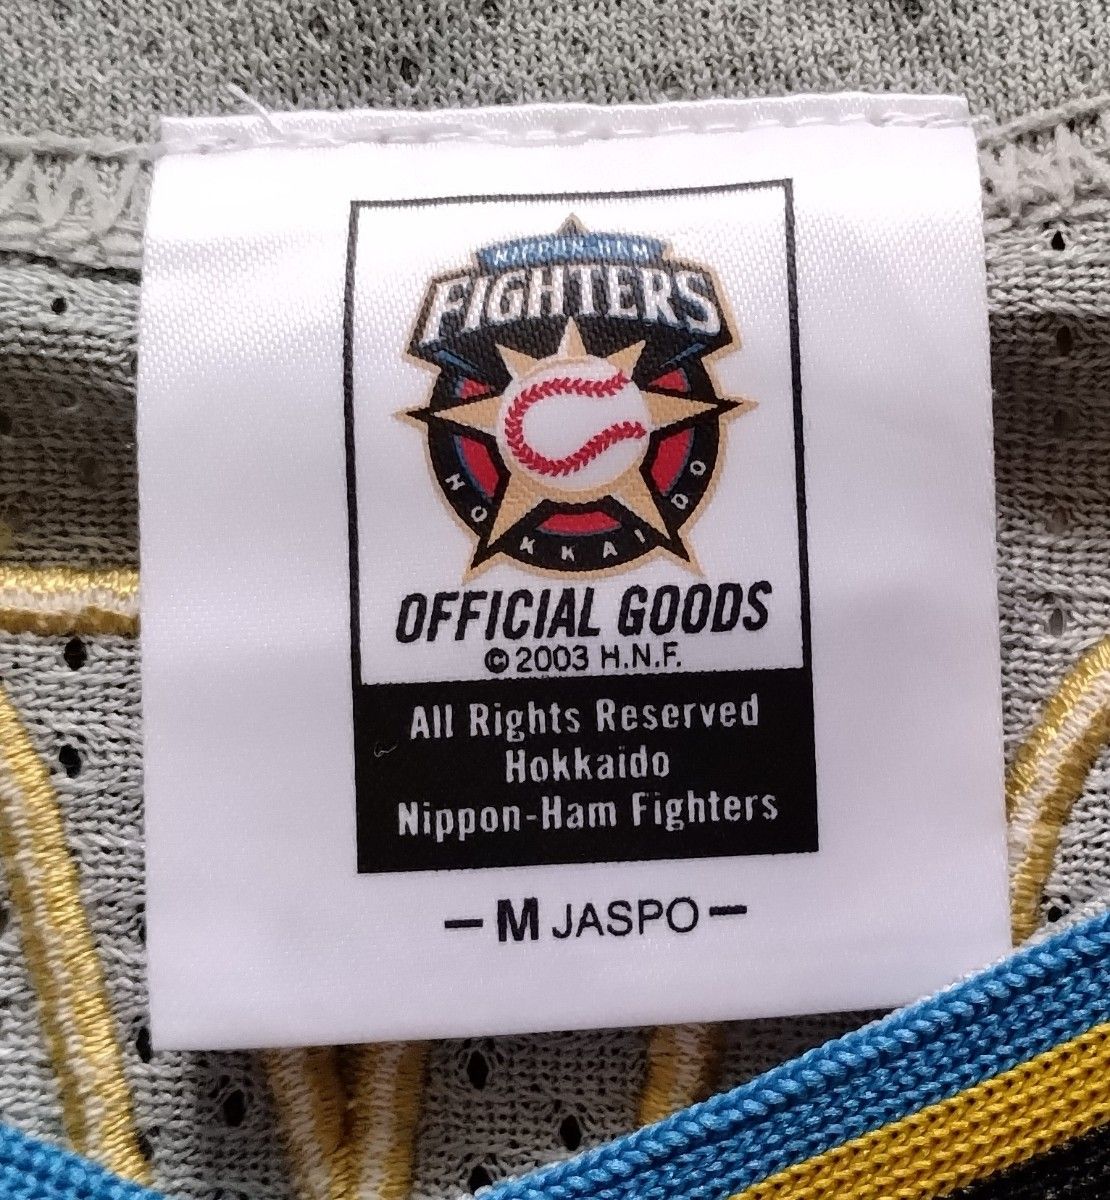 NIPPON-HAM
FIGHTERS
HOKKAIDO
OFFICIAL GOODS
©2003 H.N.F.
All Rights Reserved
Hokkaido
Nippon-Ham Fighters
-M JASPO-